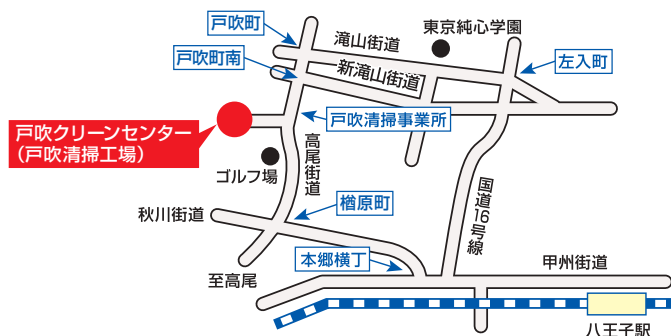 戸吹町
滝山街道
東京純心学園
戸吹町南
新滝山街道
左入町
戸吹クリーンセンター
（戸吹清掃工場）
戸吹清掃事業所
高尾街道
ゴルフ場
秋川街道
楢原町
国道16号線
本郷横丁
甲州街道
至高尾
八王子駅